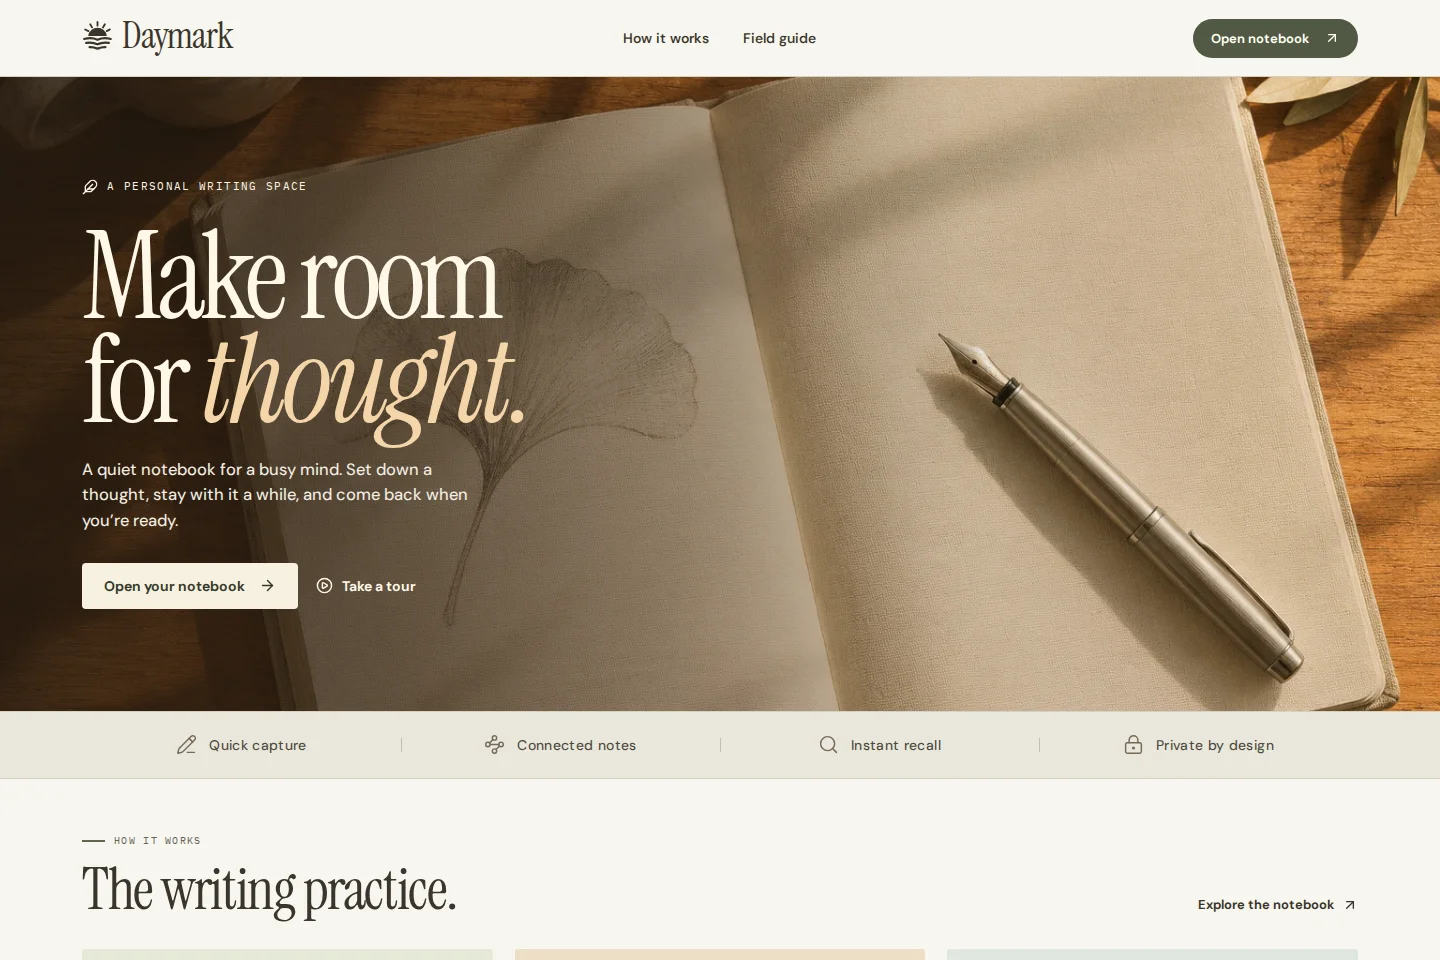 Daymark
How it works
Field guide
Open notebook
A PERSONAL WRITING SPACE
Make room
for thought.
A quiet notebook for a busy mind. Set down a
thought, stay with it a while, and come back when
you’re ready.
Open your notebook
Take a tour
Quick capture
Connected notes
Instant recall
Private by design
HOW IT WORKS
The writing practice.
Explore the notebook